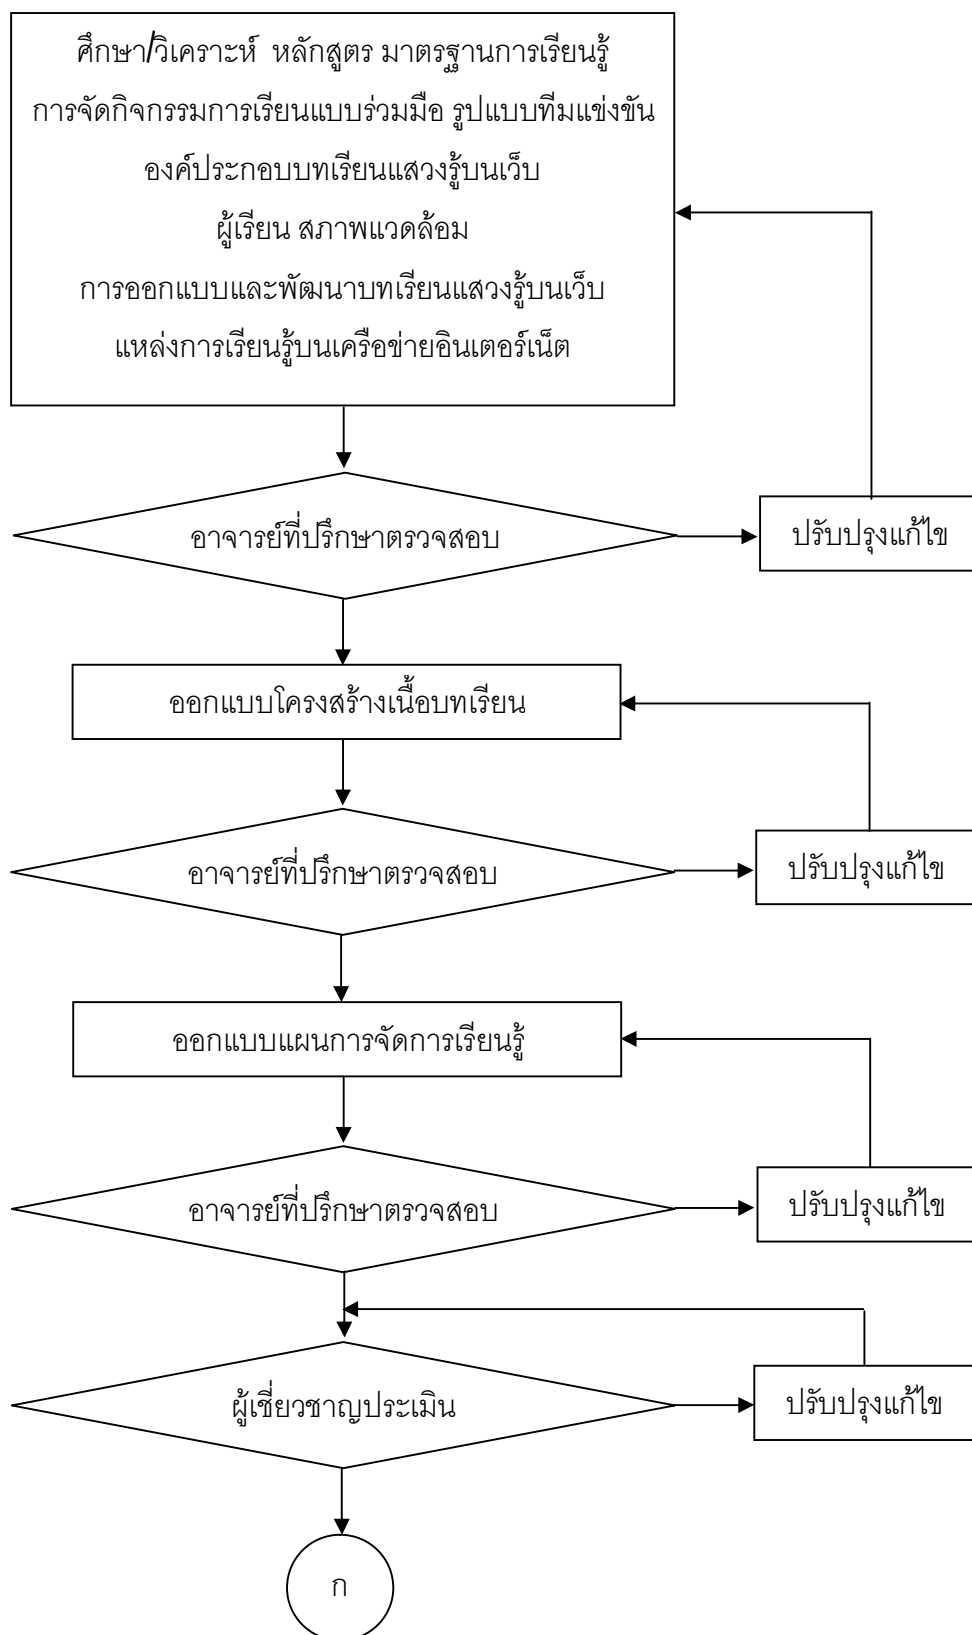 ศึกษา/วิเคราะห์ หลักสูตร มาตรฐานการเรียนรู้
การจัดกิจกรรมการเรียนแบบร่วมมือ รูปแบบทีมแข่งขัน
องค์ประกอบบทเรียนแสวงรู้บนเว็บ
ผู้เรียน สภาพแวดล้อม
การออกแบบและพัฒนาบทเรียนแสวงรู้บนเว็บ
แหล่งการเรียนรู้บนเครือข่ายอินเตอร์เน็ต
อาจารย์ที่ปรึกษาตรวจสอบ
ปรับปรุงแก้ไข
ออกแบบโครงสร้างเนื้อบทเรียน
อาจารย์ที่ปรึกษาตรวจสอบ
ปรับปรุงแก้ไข
ออกแบบแผนการจัดการเรียนรู้
อาจารย์ที่ปรึกษาตรวจสอบ
ปรับปรุงแก้ไข
ผู้เชี่ยวชาญประเมิน
ปรับปรุงแก้ไข
ก